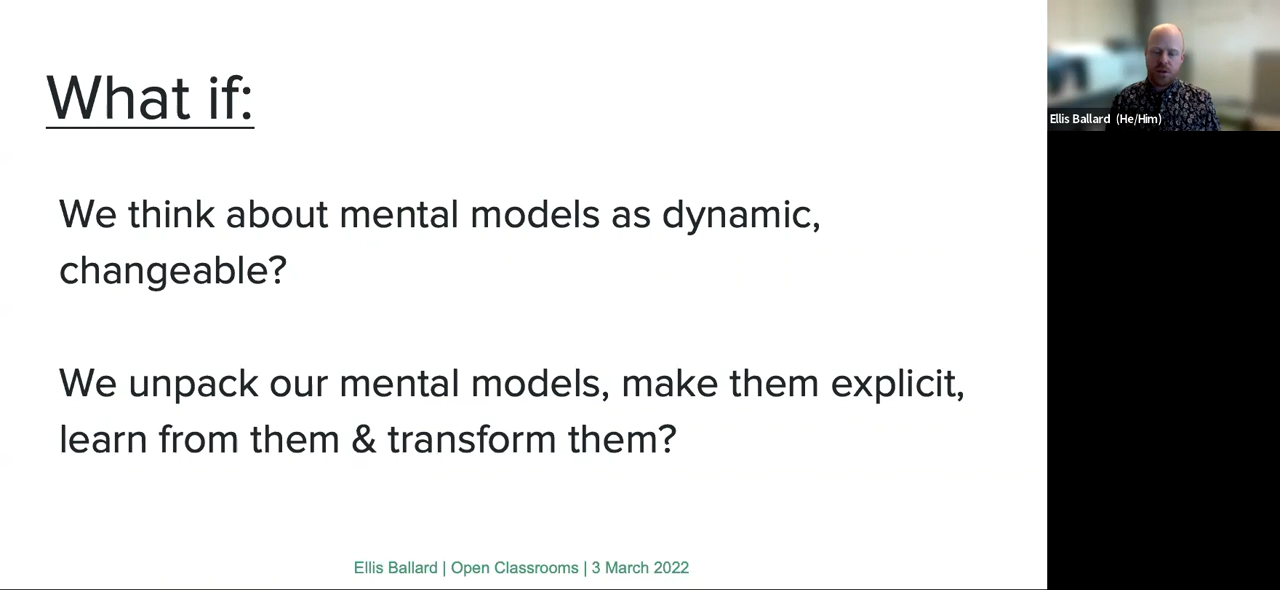 What if:
We think about mental models as dynamic,
changeable?
We unpack our mental models, make them explicit,
learn from them & transform them?
Ellis Ballard | Open Classrooms | 3 March 2022
Ellis Ballard (He/Him)